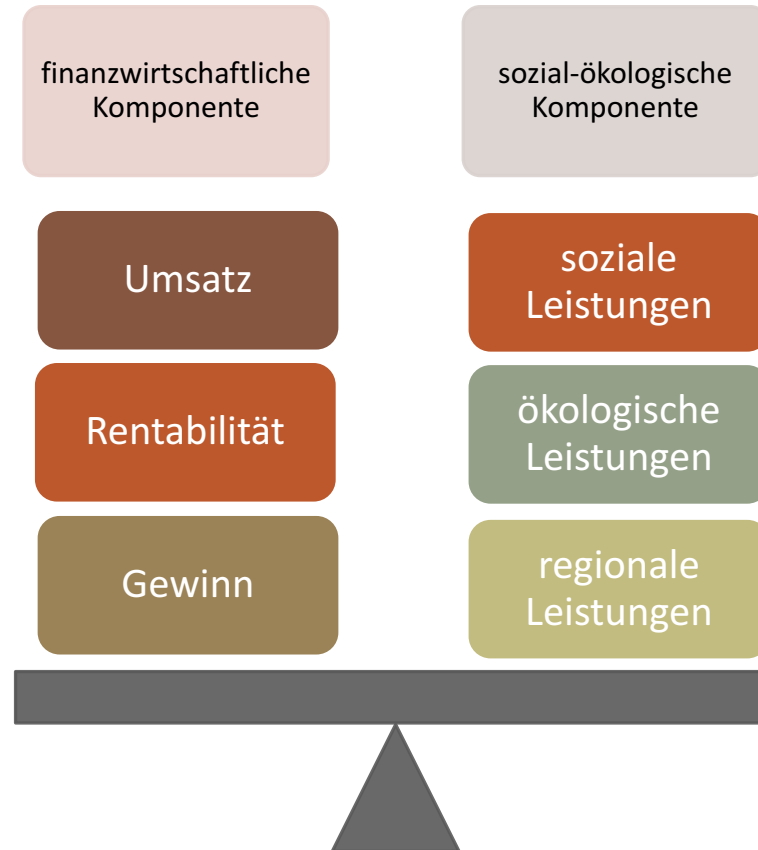 finanzwirtschaftliche
Komponente
Umsatz
Rentabilität
Gewinn
sozial-ökologische
Komponente
soziale
Leistungen
ökologische
Leistungen
regionale
Leistungen